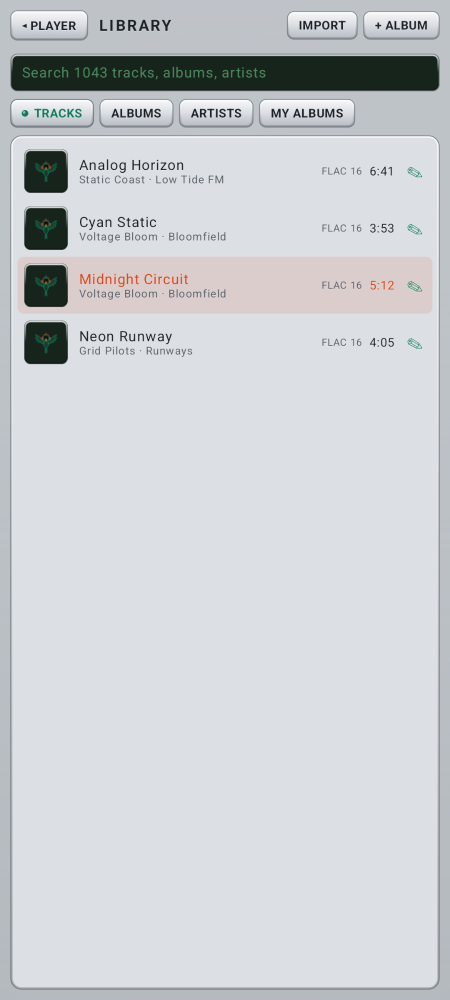 ◂ PLAYER LIBRARY IMPORT + ALBUM
Search 1043 tracks, albums, artists
TRACKS ALBUMS ARTISTS MY ALBUMS
Analog Horizon
Static Coast · Low Tide FM
FLAC 16 6:41
Cyan Static
Voltage Bloom · Bloomfield
FLAC 16 3:53
Midnight Circuit
Voltage Bloom · Bloomfield
FLAC 16 5:12
Neon Runway
Grid Pilots · Runways
FLAC 16 4:05